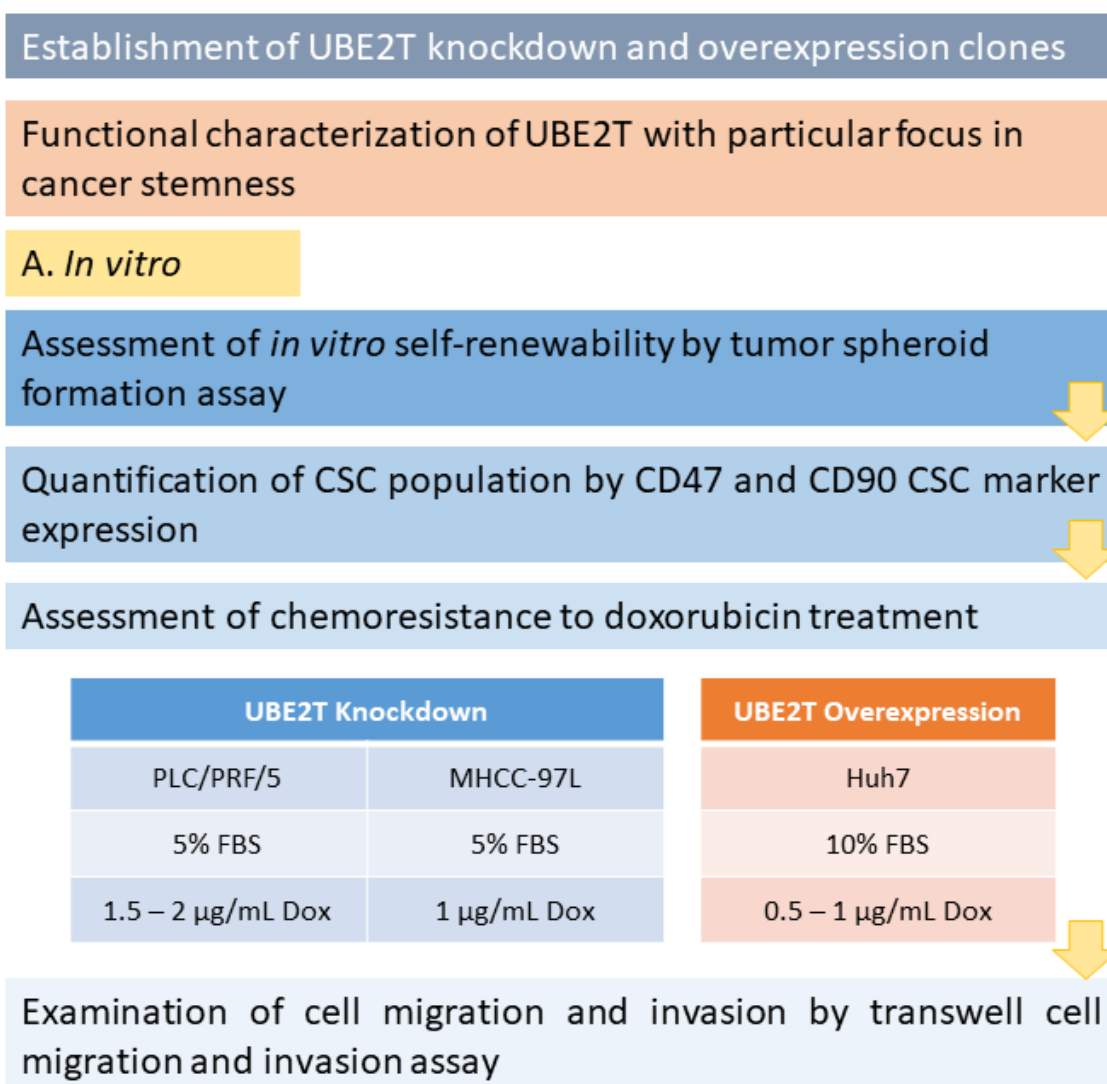 Establishment of UBE2T knockdown and overexpression clones
Functional characterization of UBE2T with particular focus in
cancer stemness
A. In vitro
Assessment of in vitro self-renewability by tumor spheroid
formation assay
Quantification of CSC population by CD47 and CD90 CSC marker
expression
Assessment of chemoresistance to doxorubicin treatment
UBE2T Knockdown UBE2T Overexpression
PLC/PRF/5 MHCC-97L Huh7
5% FBS 5% FBS 10% FBS
1.5 – 2 µg/mL Dox 1 µg/mL Dox 0.5 – 1 µg/mL Dox
Examination of cell migration and invasion by transwell cell
migration and invasion assay